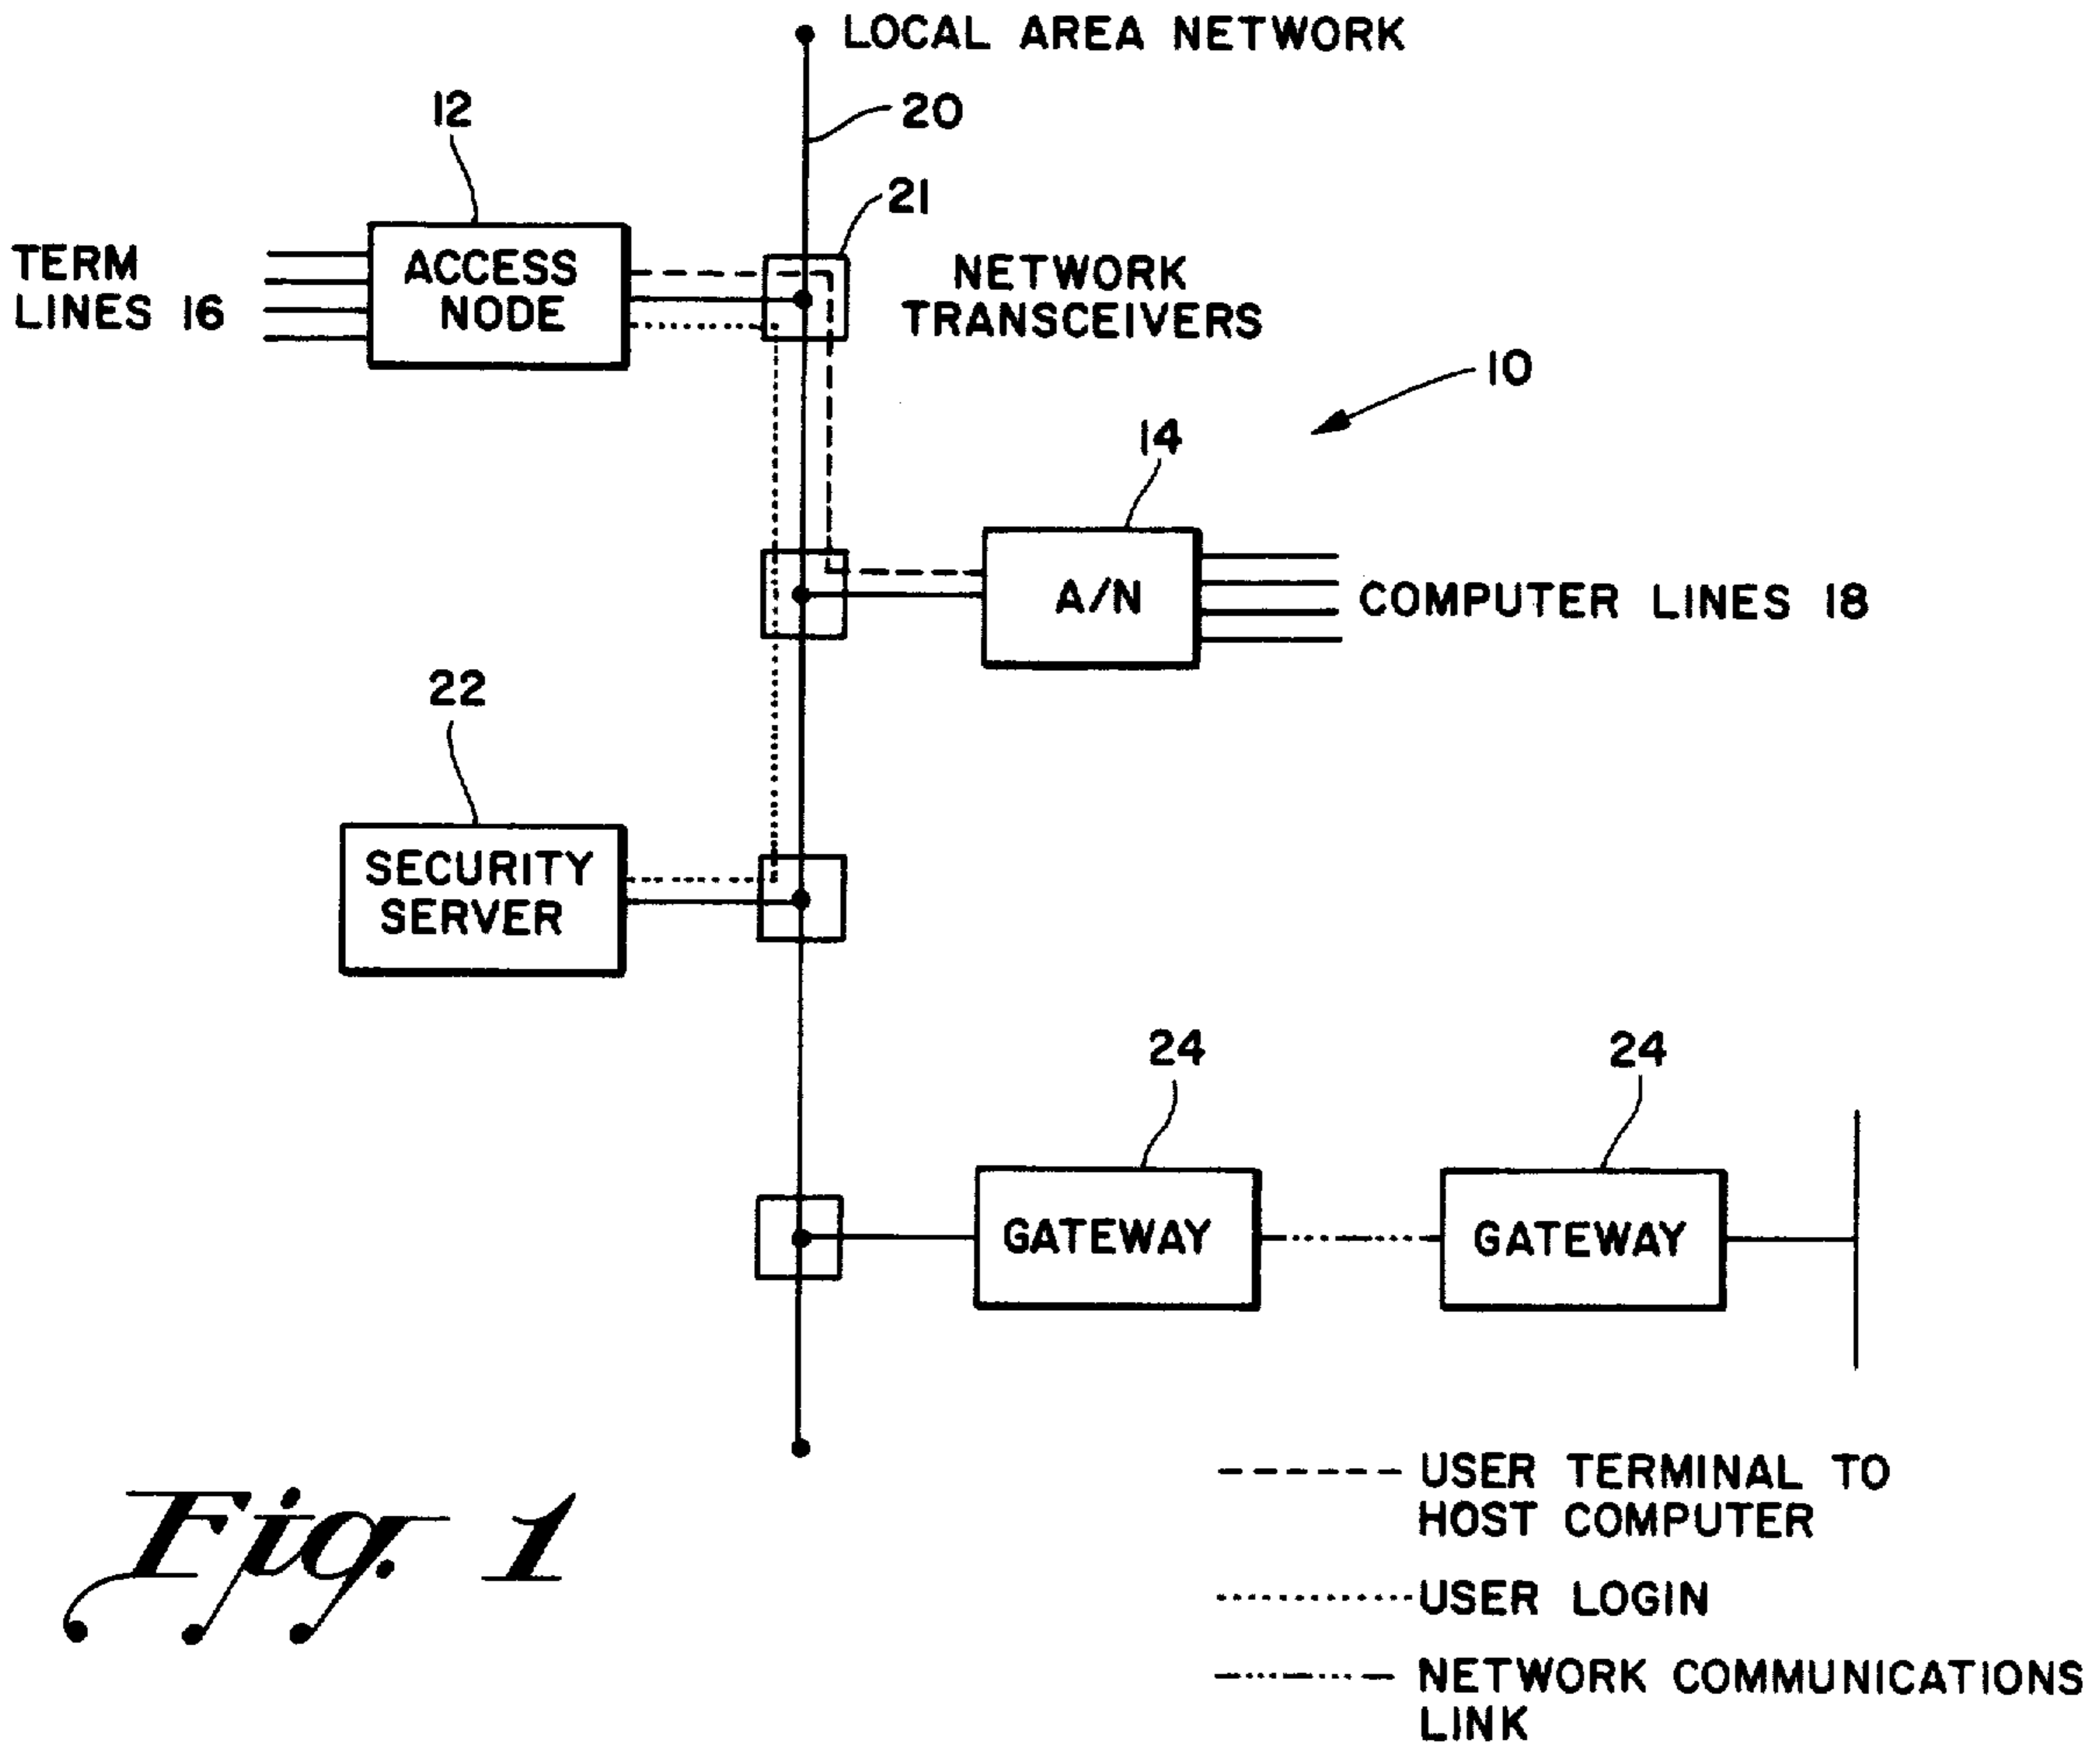 LOCAL AREA NETWORK
12
20
21
TERM
LINES 16
ACCESS
NODE
NETWORK
TRANSCEIVERS
10
14
A/N
COMPUTER LINES 18
22
SECURITY
SERVER
24
24
GATEWAY
GATEWAY
USER TERMINAL TO
HOST COMPUTER
USER LOGIN
NETWORK COMMUNICATIONS
LINK
Fig. 1